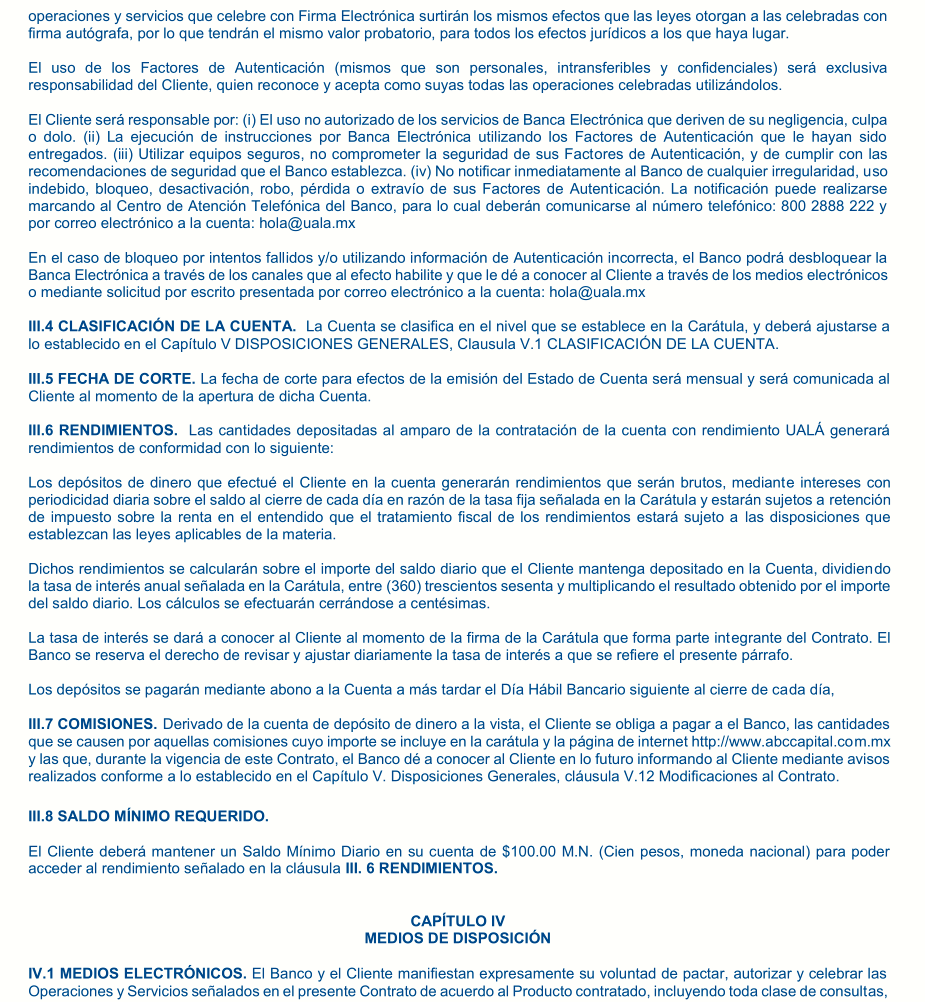 operaciones y servicios que celebre con Firma Electrónica surtirán los mismos efectos que las leyes otorgan a las celebradas con
firma autógrafa, por lo que tendrán el mismo valor probatorio, para todos los efectos jurídicos a los que haya lugar.
El uso de los Factores de Autenticación (mismos que son personales, intransferibles y confidenciales) será exclusiva
responsabilidad del Cliente, quien reconoce y acepta como suyas todas las operaciones celebradas utilizándolos.
El Cliente será responsable por: (i) El uso no autorizado de los servicios de Banca Electrónica que deriven de su negligencia, culpa
o dolo. (ii) La ejecución de instrucciones por Banca Electrónica utilizando los Factores de Autenticación que le hayan sido
entregados. (iii) Utilizar equipos seguros, no comprometer la seguridad de sus Factores de Autenticación, y de cumplir con las
recomendaciones de seguridad que el Banco establezca. (iv) No notificar inmediatamente al Banco de cualquier irregularidad, uso
indebido, bloqueo, desactivación, robo, pérdida o extravío de sus Factores de Autenticación. La notificación puede realizarse
marcando al Centro de Atención Telefónica del Banco, para lo cual deberán comunicarse al número telefónico: 800 2888 222 y
por correo electrónico a la cuenta: hola@uala.mx
En el caso de bloqueo por intentos fallidos y/o utilizando información de Autenticación incorrecta, el Banco podrá desbloquear la
Banca Electrónica a través de los canales que al efecto habilite y que le dé a conocer al Cliente a través de los medios electrónicos
o mediante solicitud por escrito presentada por correo electrónico a la cuenta: hola@uala.mx
III.4 CLASIFICACIÓN DE LA CUENTA. La Cuenta se clasifica en el nivel que se establece en la Carátula, y deberá ajustarse a
lo establecido en el Capítulo V DISPOSICIONES GENERALES, Clausula V.1 CLASIFICACIÓN DE LA CUENTA.
III.5 FECHA DE CORTE. La fecha de corte para efectos de la emisión del Estado de Cuenta será mensual y será comunicada al
Cliente al momento de la apertura de dicha Cuenta.
III.6 RENDIMIENTOS. Las cantidades depositadas al amparo de la contratación de la cuenta con rendimiento UALÁ generará
rendimientos de conformidad con lo siguiente:
Los depósitos de dinero que efectué el Cliente en la cuenta generarán rendimientos que serán brutos, mediante intereses con
periodicidad diaria sobre el saldo al cierre de cada día en razón de la tasa fija señalada en la Carátula y estarán sujetos a retención
de impuesto sobre la renta en el entendido que el tratamiento fiscal de los rendimientos estará sujeto a las disposiciones que
establezcan las leyes aplicables de la materia.
Dichos rendimientos se calcularán sobre el importe del saldo diario que el Cliente mantenga depositado en la Cuenta, dividiendo
la tasa de interés anual señalada en la Carátula, entre (360) trescientos sesenta y multiplicando el resultado obtenido por el importe
del saldo diario. Los cálculos se efectuarán cerrándose a centésimas.
La tasa de interés se dará a conocer al Cliente al momento de la firma de la Carátula que forma parte integrante del Contrato. El
Banco se reserva el derecho de revisar y ajustar diariamente la tasa de interés a que se refiere el presente párrafo.
Los depósitos se pagarán mediante abono a la Cuenta a más tardar el Día Hábil Bancario siguiente al cierre de cada día,
III.7 COMISIONES. Derivado de la cuenta de depósito de dinero a la vista, el Cliente se obliga a pagar a el Banco, las cantidades
que se causen por aquellas comisiones cuyo importe se incluye en la carátula y la página de internet http://www.abccapital.com.mx
y las que, durante la vigencia de este Contrato, el Banco dé a conocer al Cliente en lo futuro informando al Cliente mediante avisos
realizados conforme a lo establecido en el Capítulo V. Disposiciones Generales, cláusula V.12 Modificaciones al Contrato.
III.8 SALDO MÍNIMO REQUERIDO.
El Cliente deberá mantener un Saldo Mínimo Diario en su cuenta de $100.00 M.N. (Cien pesos, moneda nacional) para poder
acceder al rendimiento señalado en la cláusula III. 6 RENDIMIENTOS.
CAPÍTULO IV
MEDIOS DE DISPOSICIÓN
IV.1 MEDIOS ELECTRÓNICOS. El Banco y el Cliente manifiestan expresamente su voluntad de pactar, autorizar y celebrar las
Operaciones y Servicios señalados en el presente Contrato de acuerdo al Producto contratado, incluyendo toda clase de consultas,